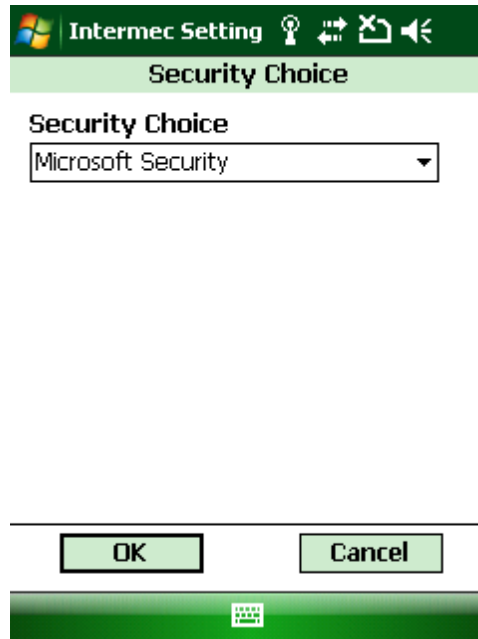 Intermec Setting
Security Choice
Security Choice
Microsoft Security
OK Cancel